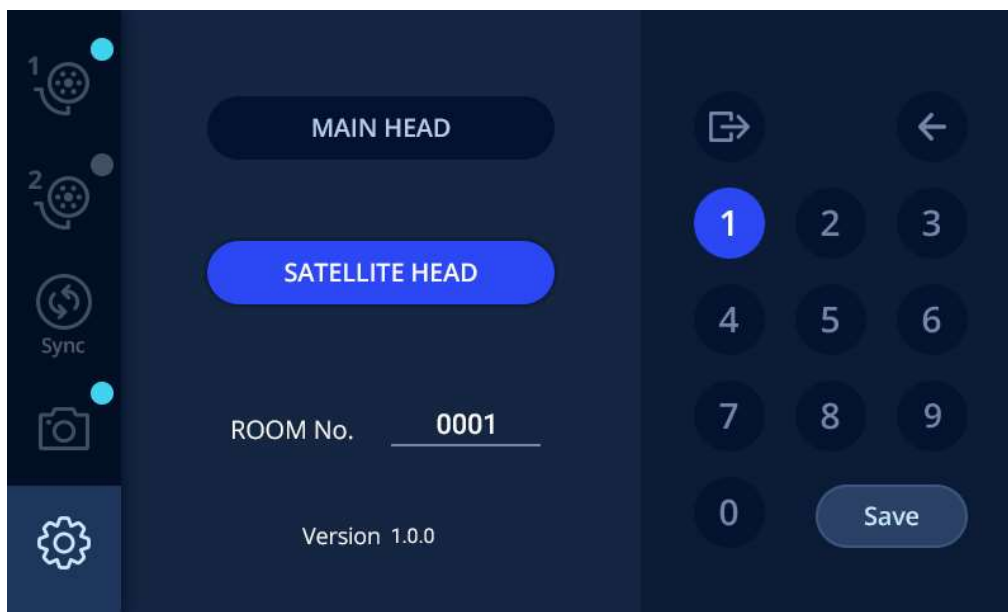 1
2
Sync
MAIN HEAD
SATELLITE HEAD
ROOM No. 0001
Version 1.0.0
1 2 3
4 5 6
7 8 9
0 Save